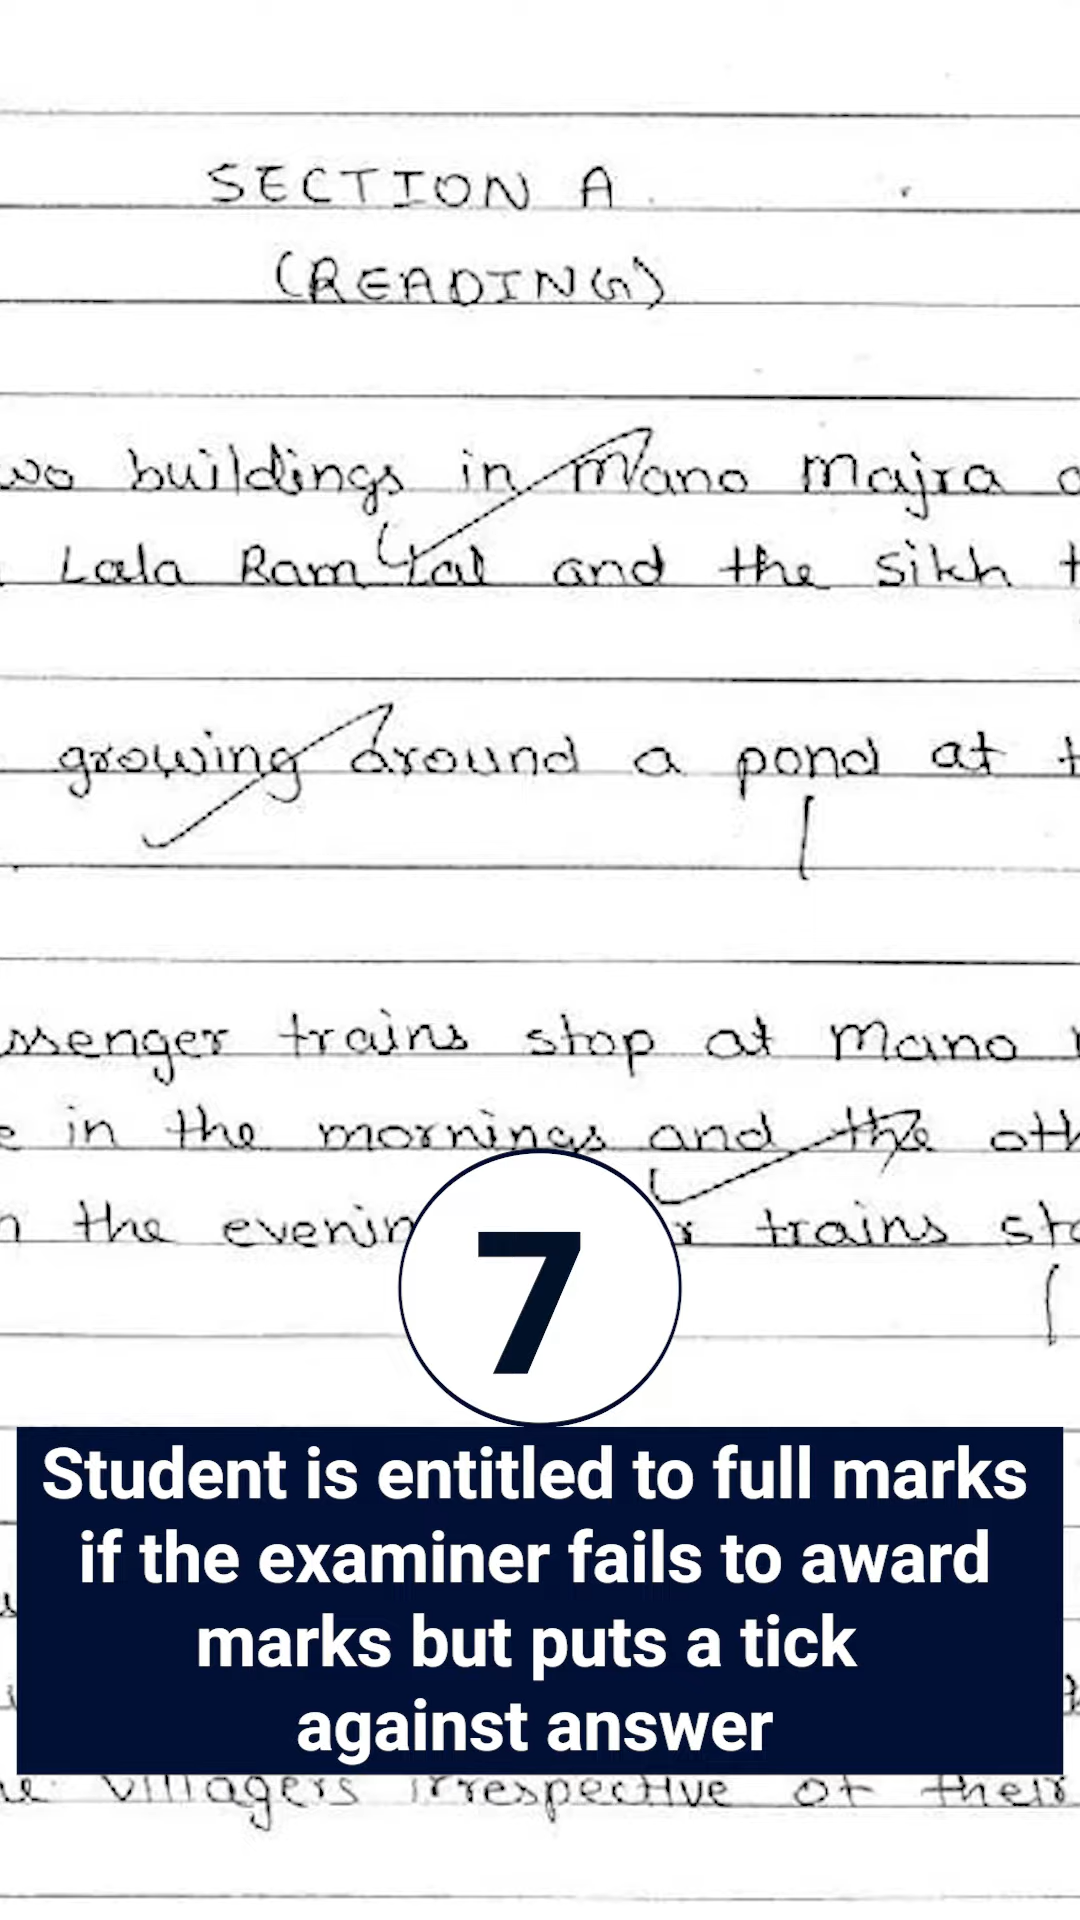 SECTION A
(READING)
buildings in Mano Majra
Lala Ram Lal and the Sikh
growing around a pond at
trains stop at Mano
in the mornings and the
the trains
7
Student is entitled to full marks
if the examiner fails to award
marks but puts a tick
against answer
villagers irrespective of their